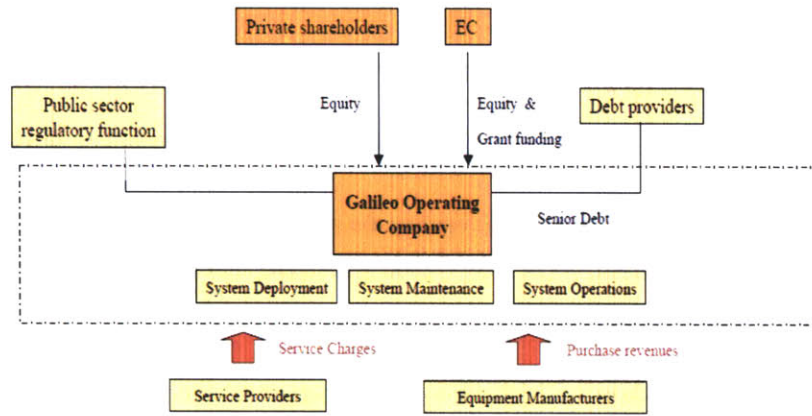 Private shareholders
EC
Public sector
regulatory function
Equity
Equity &
Grant funding
Debt providers
Galileo Operating
Company
Senior Debt
System Deployment
System Maintenance
System Operations
Service Charges
Purchase revenues
Service Providers
Equipment Manufacturers